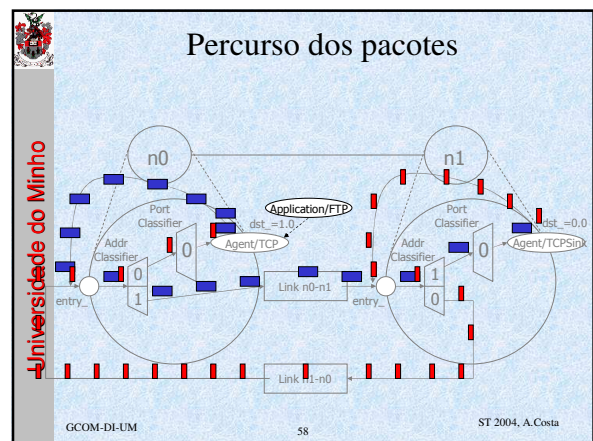 Percurso dos pacotes
Universidade do Minho
n0
n1
Application/FTP
Port
Classifier
dst_=1.0
Addr
Classifier
0
Agent/TCP
0
1
entry_
Link n0-n1
Port
Classifier
dst_=0.0
Addr
Classifier
0
Agent/TCPSink
1
0
entry_
Link n1-n0
GCOM-DI-UM
58
ST 2004, A.Costa